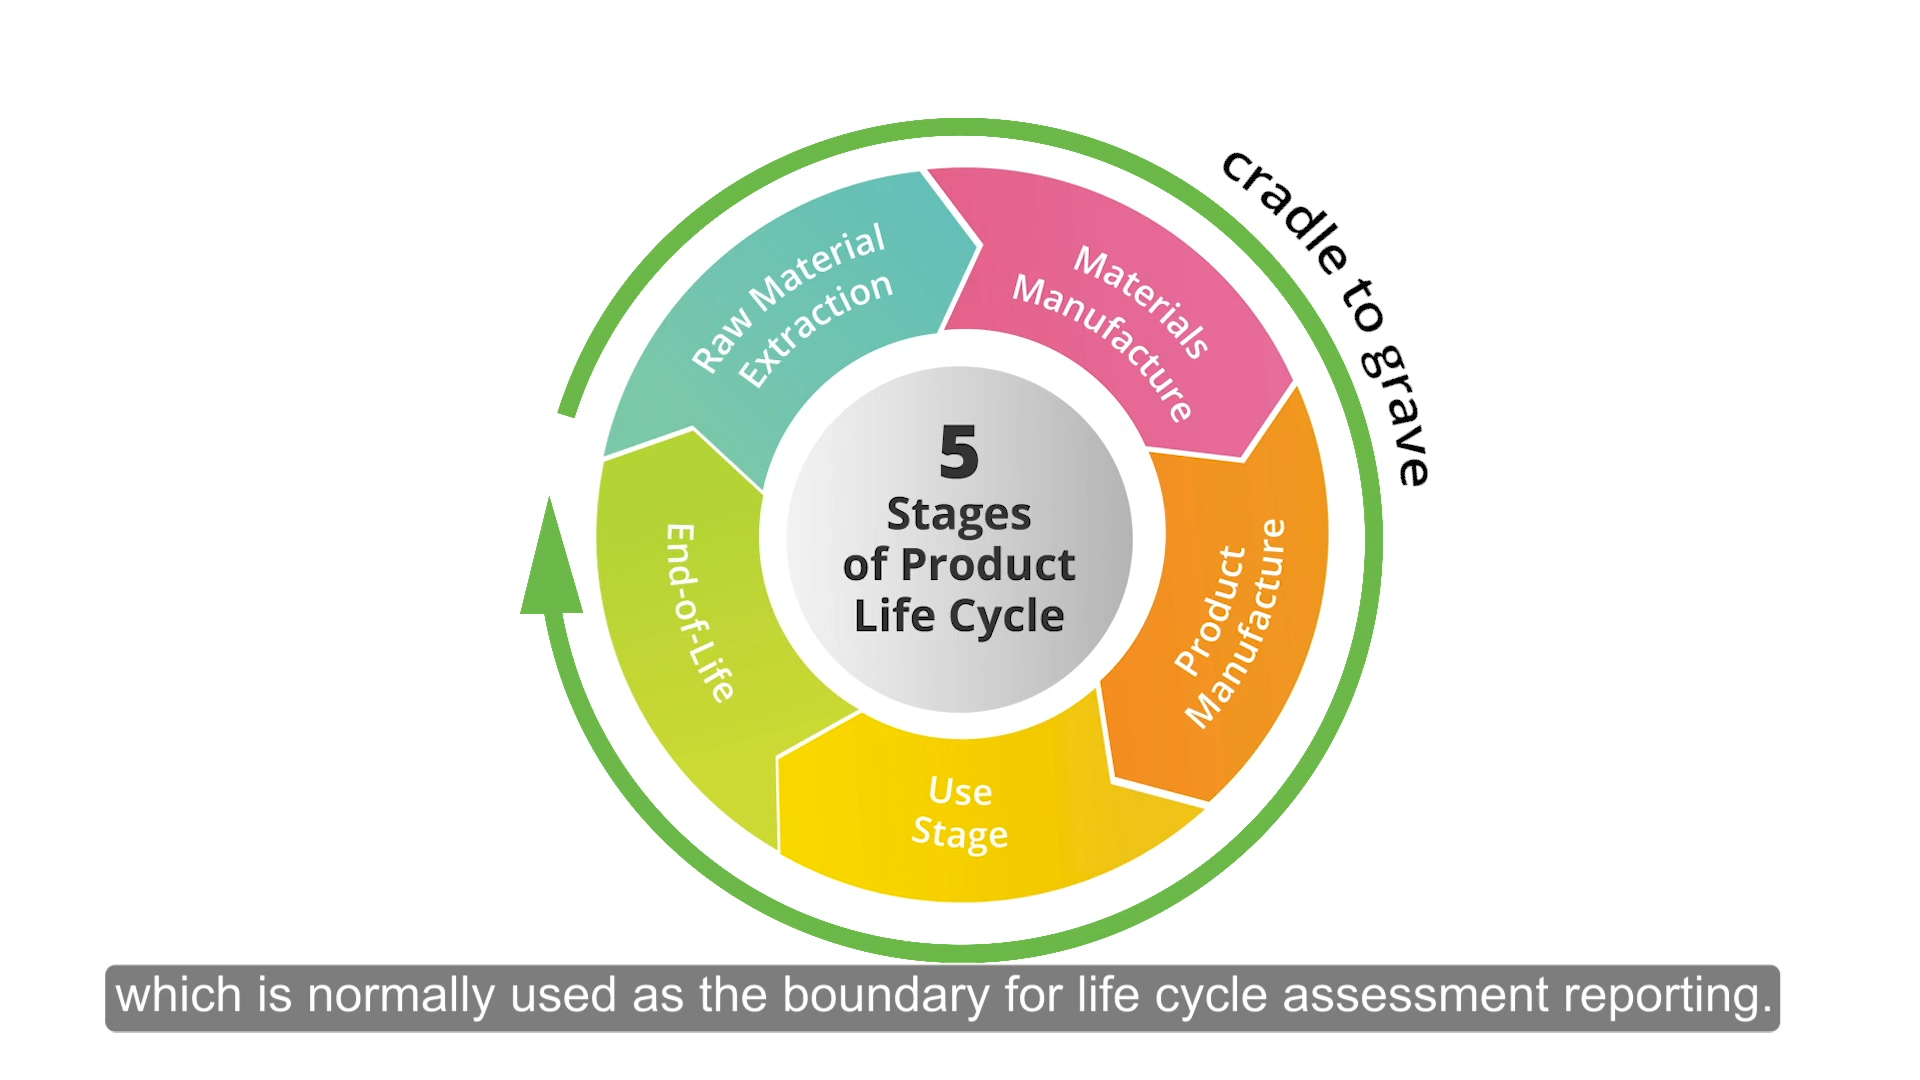 cradle to grave
Raw Material
Extraction
Materials
Manufacture
Product
Manufacture
Use
Stage
End-of-Life
5
Stages
of Product
Life Cycle
which is normally used as the boundary for life cycle assessment reporting.